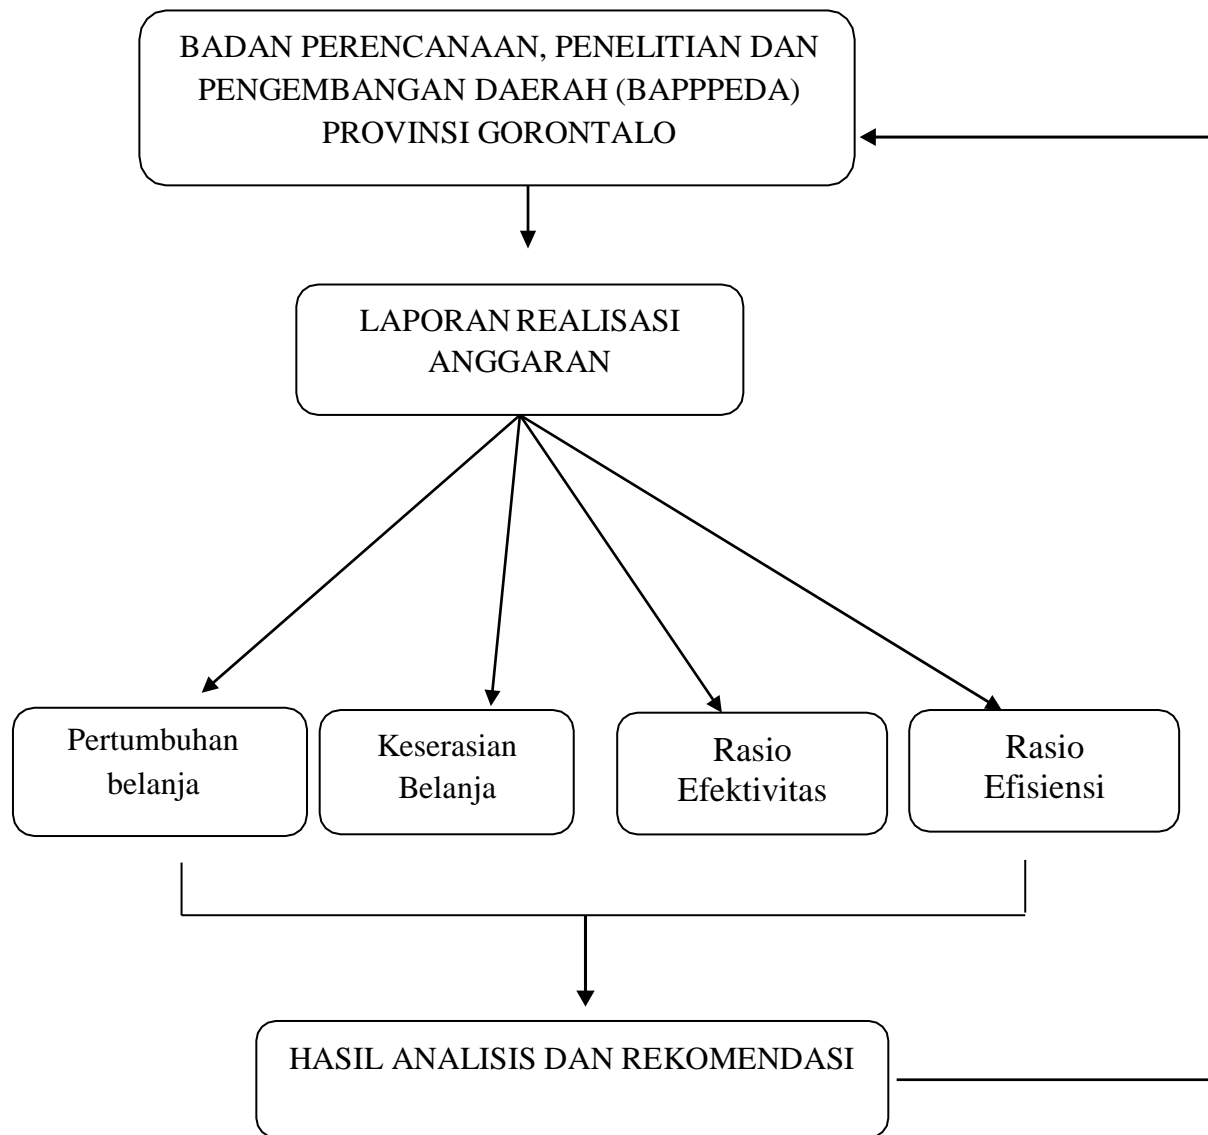 BADAN PERENCANAAN, PENELITIAN DAN
PENGEMBANGAN DAERAH (BAPPPEDA)
PROVINSI GORONTALO
LAPORAN REALISASI
ANGGARAN
Pertumbuhan
belanja
Keserasian
Belanja
Rasio
Efektivitas
Rasio
Efisiensi
HASIL ANALISIS DAN REKOMENDASI